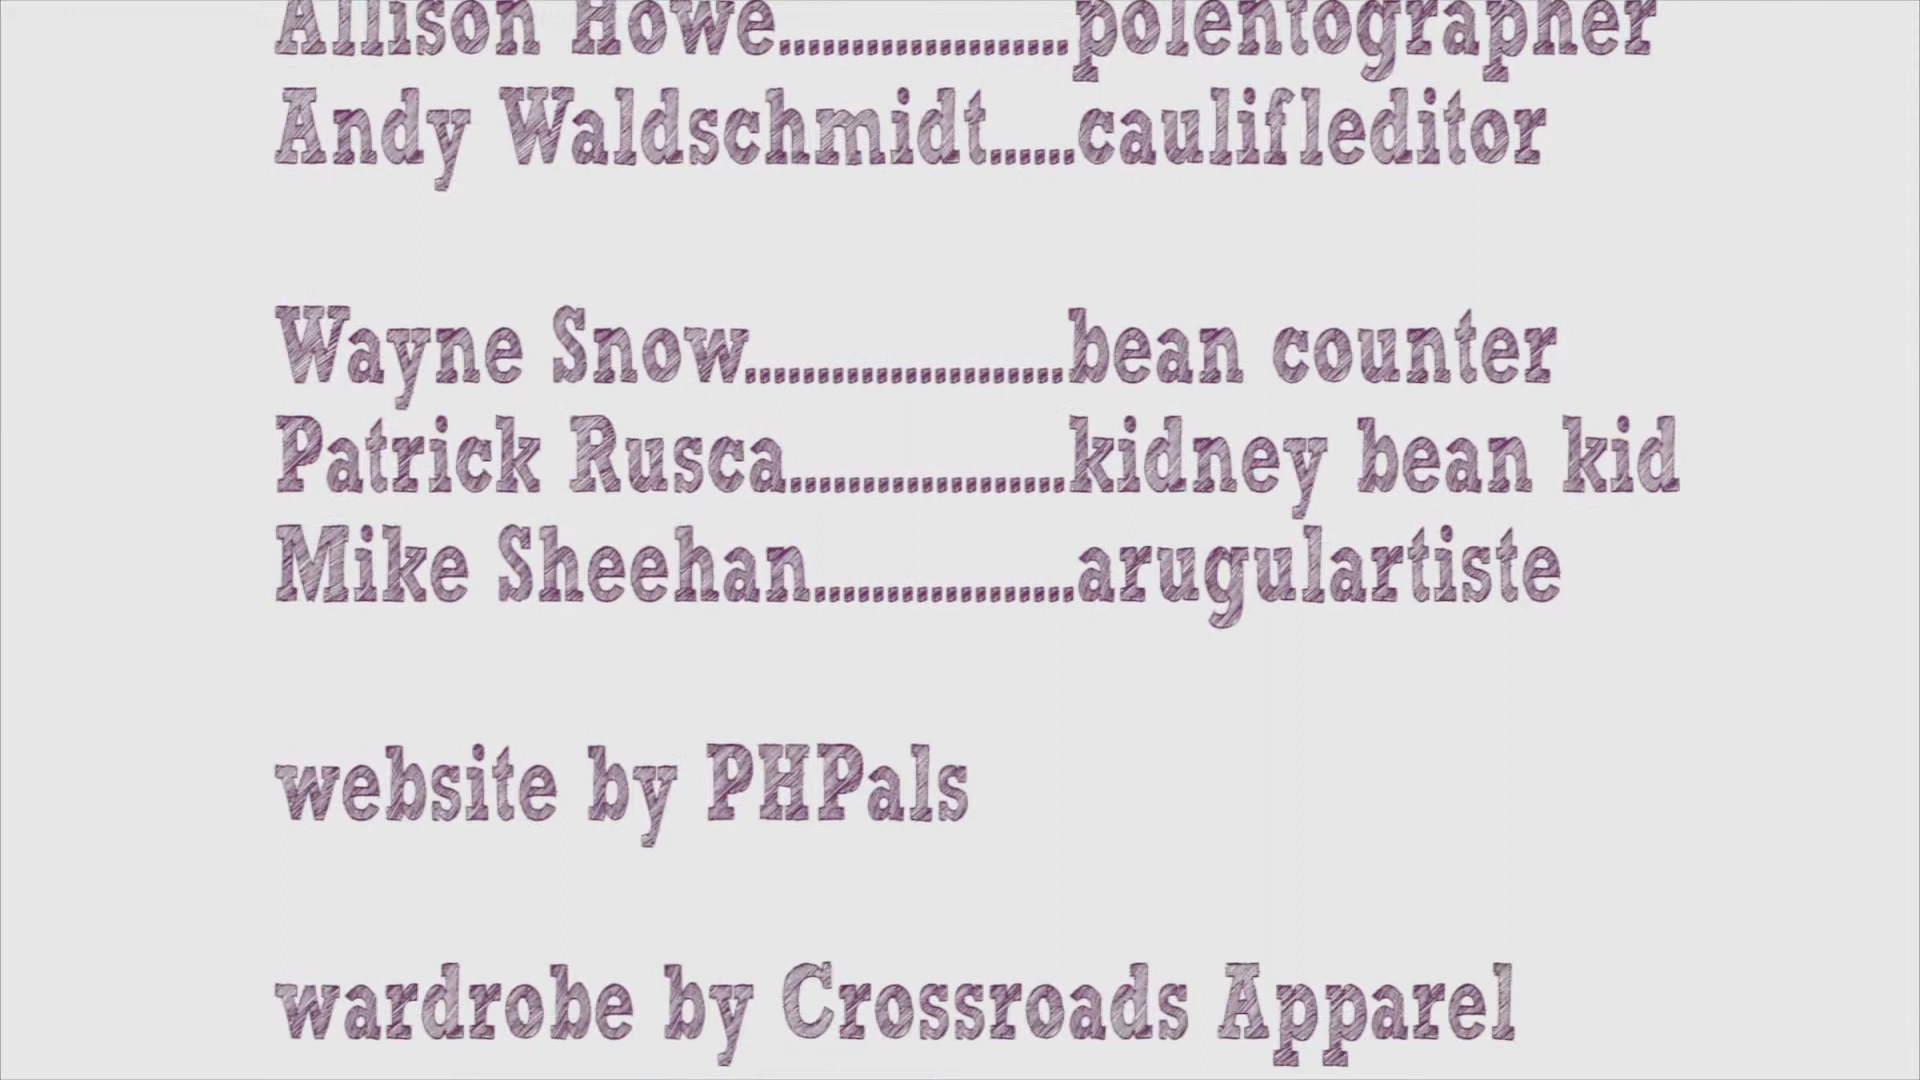 Allison Howe....................polentographer
Andy Waldschmidt......caulifleditor
Wayne Snow......................bean counter
Patrick Rusca...................kidney bean kid
Mike Sheehan..................arugulartiste
website by PHPals
wardrobe by Crossroads Apparel